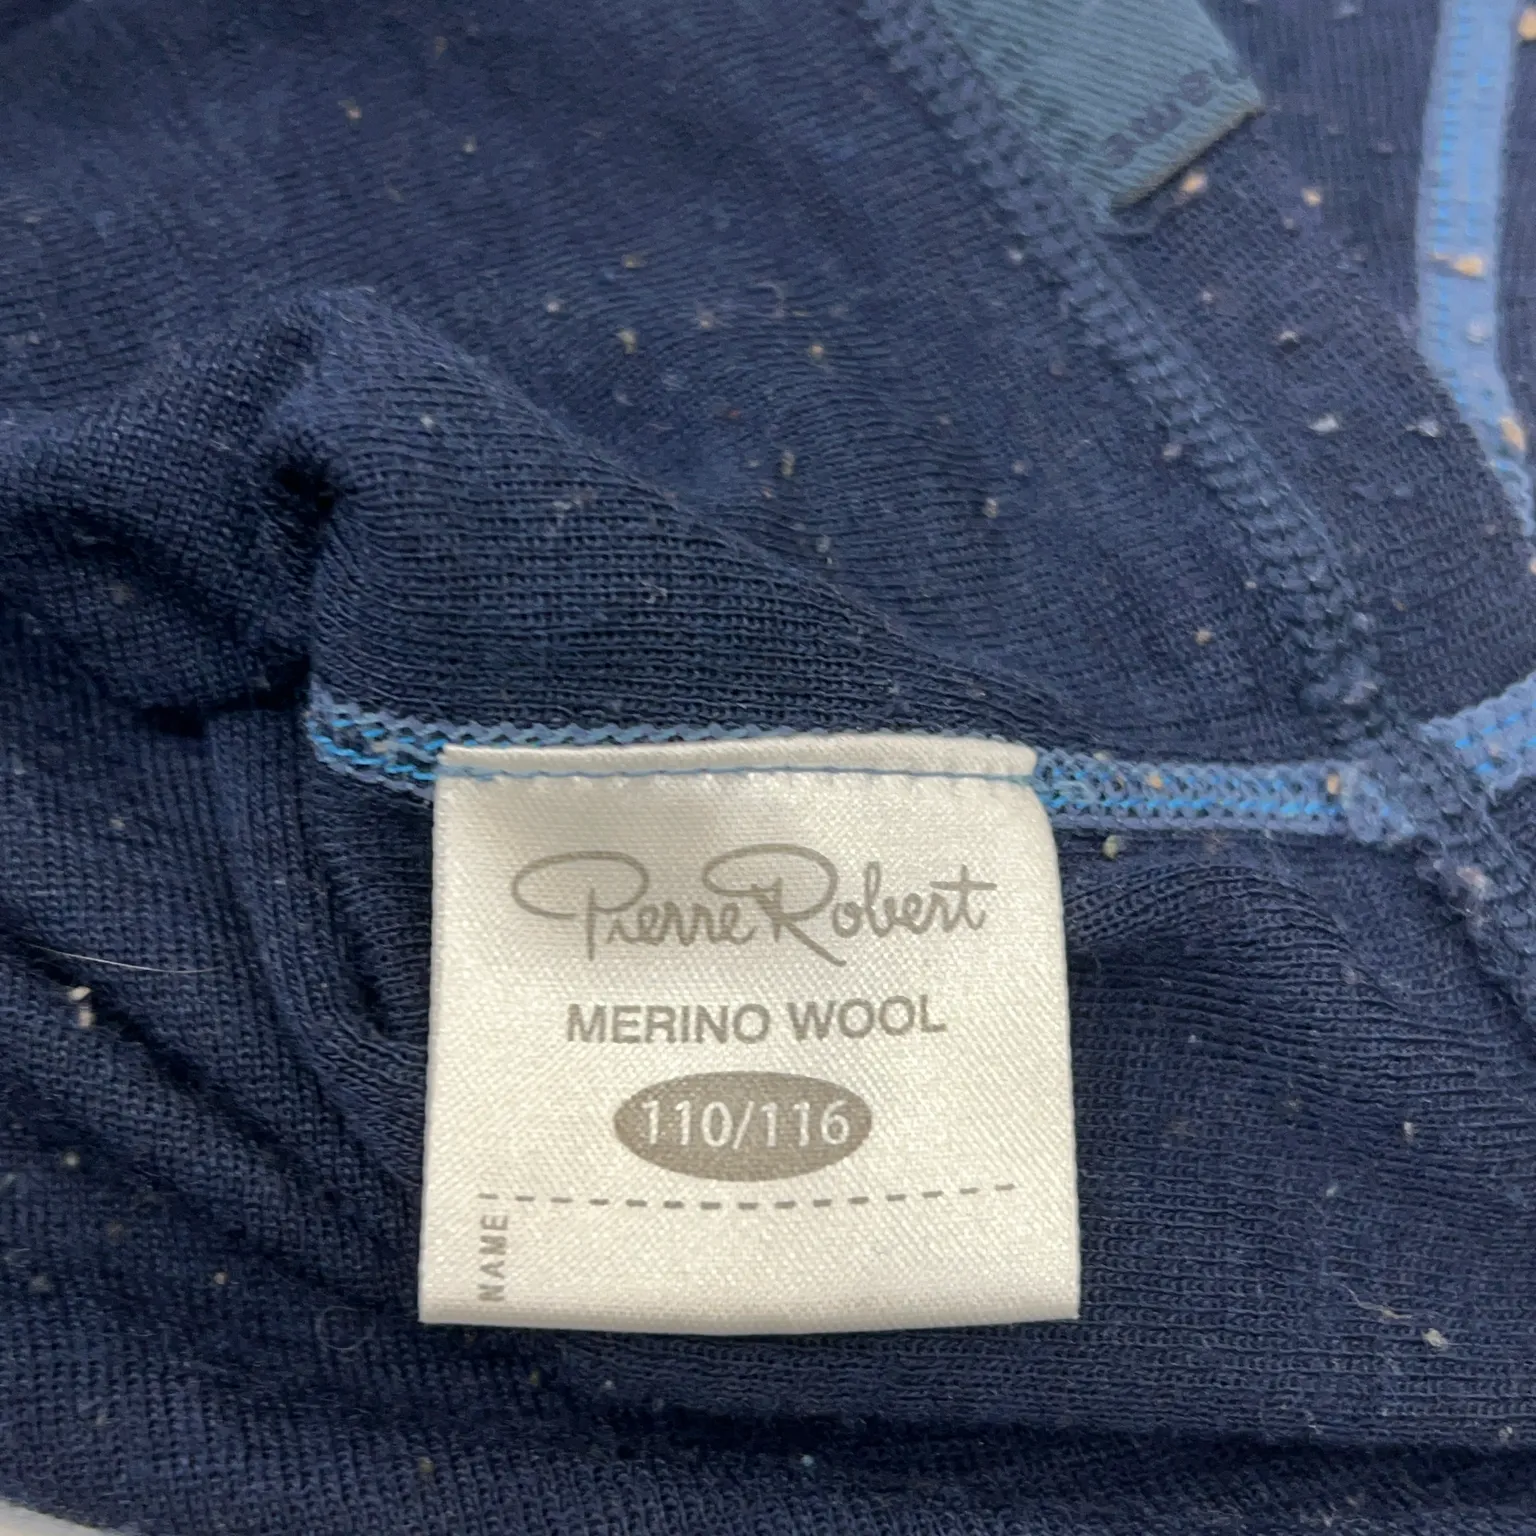 Pierre Robert
MERINO WOOL
110/116
NAME